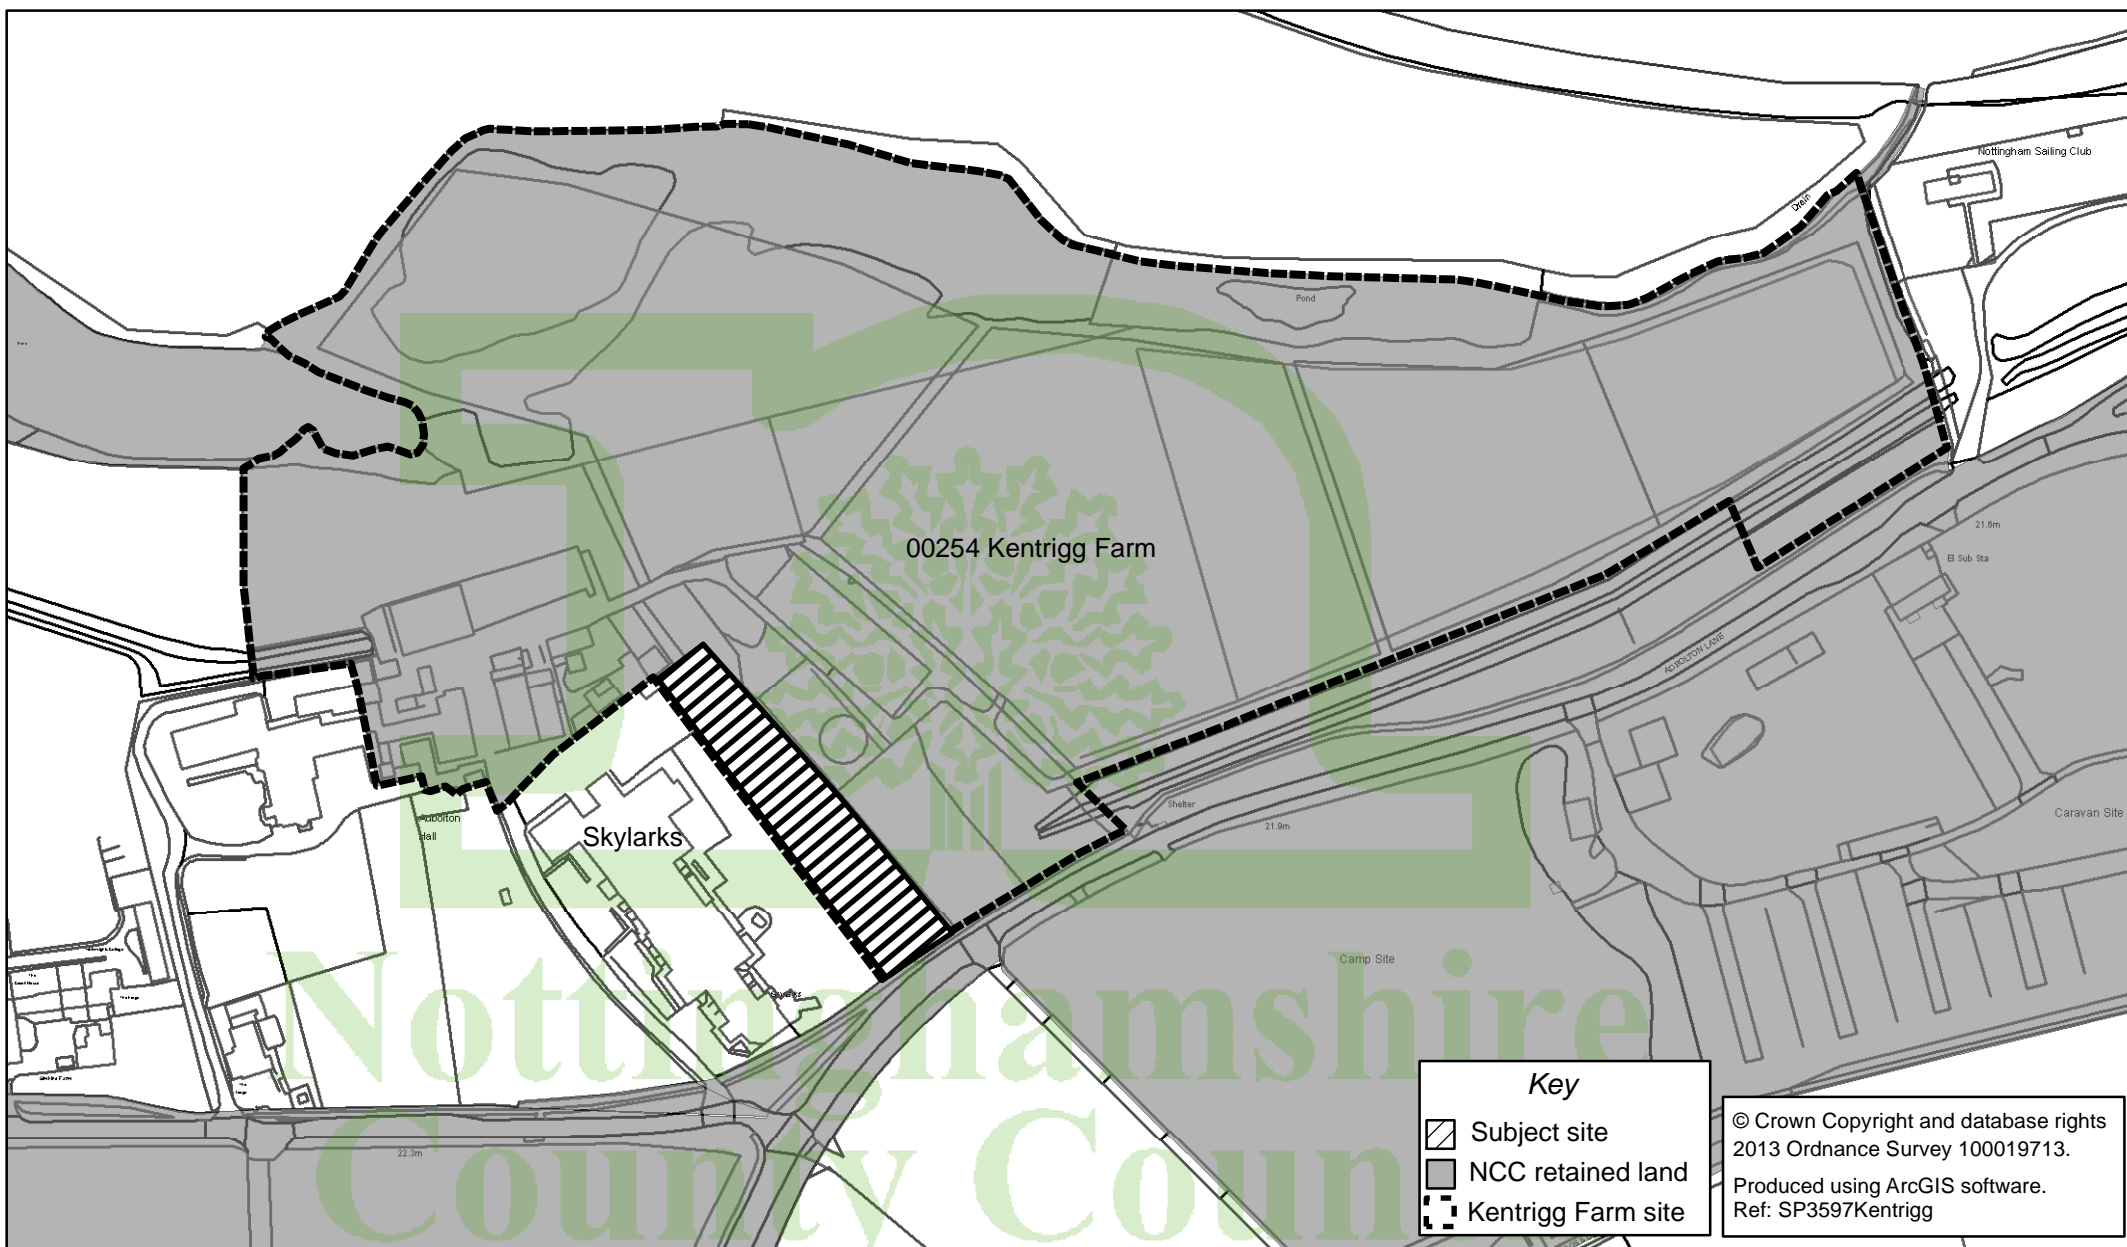 Nottingham Sailing Club
Drain
Pond
00254 Kentrigg Farm
21.6m
El Sub Sta
ADBOLTON LANE
Shelter
21.9m
Caravan Site
Adbolton
Hall
Skylarks
Camp Site
Skylarks
22.3m
Nottinghamshire
County Coun
Key
Subject site
NCC retained land
Kentrigg Farm site
© Crown Copyright and database rights
2013 Ordnance Survey 100019713.
Produced using ArcGIS software.
Ref: SP3597Kentrigg